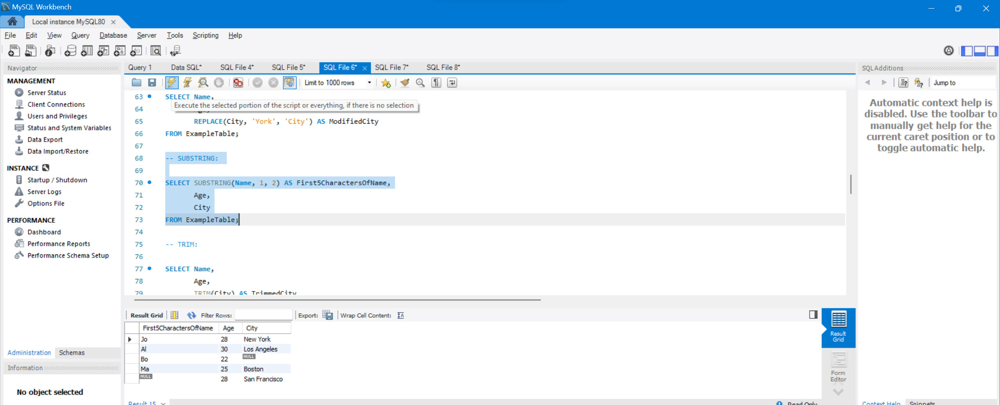 MySQL Workbench
Local instance MySQL80
File Edit View Query Database Server Tools Scripting Help
Navigator
MANAGEMENT
Server Status
Client Connections
Users and Privileges
Status and System Variables
Data Export
Data Import/Restore
INSTANCE
Startup / Shutdown
Server Logs
Options File
PERFORMANCE
Dashboard
Performance Reports
Performance Schema Setup
Administration Schemas
Information
No object selected
Query 1 Data SQL* SQL File 4* SQL File 5* SQL File 6* SQL File 7* SQL File 8*
Limit to 1000 rows
63 SELECT Name,
Execute the selected portion of the script or everything, if there is no selection
64
65 REPLACE(City, 'York', 'City') AS ModifiedCity
66 FROM ExampleTable;
67
68 -- SUBSTRING:
69
70 SELECT SUBSTRING(Name, 1, 2) AS First5CharactersOfName,
71 Age,
72 City
73 FROM ExampleTable;
74
75 -- TRIM:
76
77 SELECT Name,
78 Age,
79 TRIM(City) AS TrimmedCity
Result Grid Filter Rows: Export: Wrap Cell Content:
First5CharactersOfName Age City
Jo 28 New York
Al 30 Los Angeles
Bo 22 NULL
Ma 25 Boston
NULL 28 San Francisco
Result 15 Read Only
Result Grid
Form Editor
SQLAdditions
Jump to
Automatic context help is
disabled. Use the toolbar to
manually get help for the
current caret position or to
toggle automatic help.
Context Help Snippets